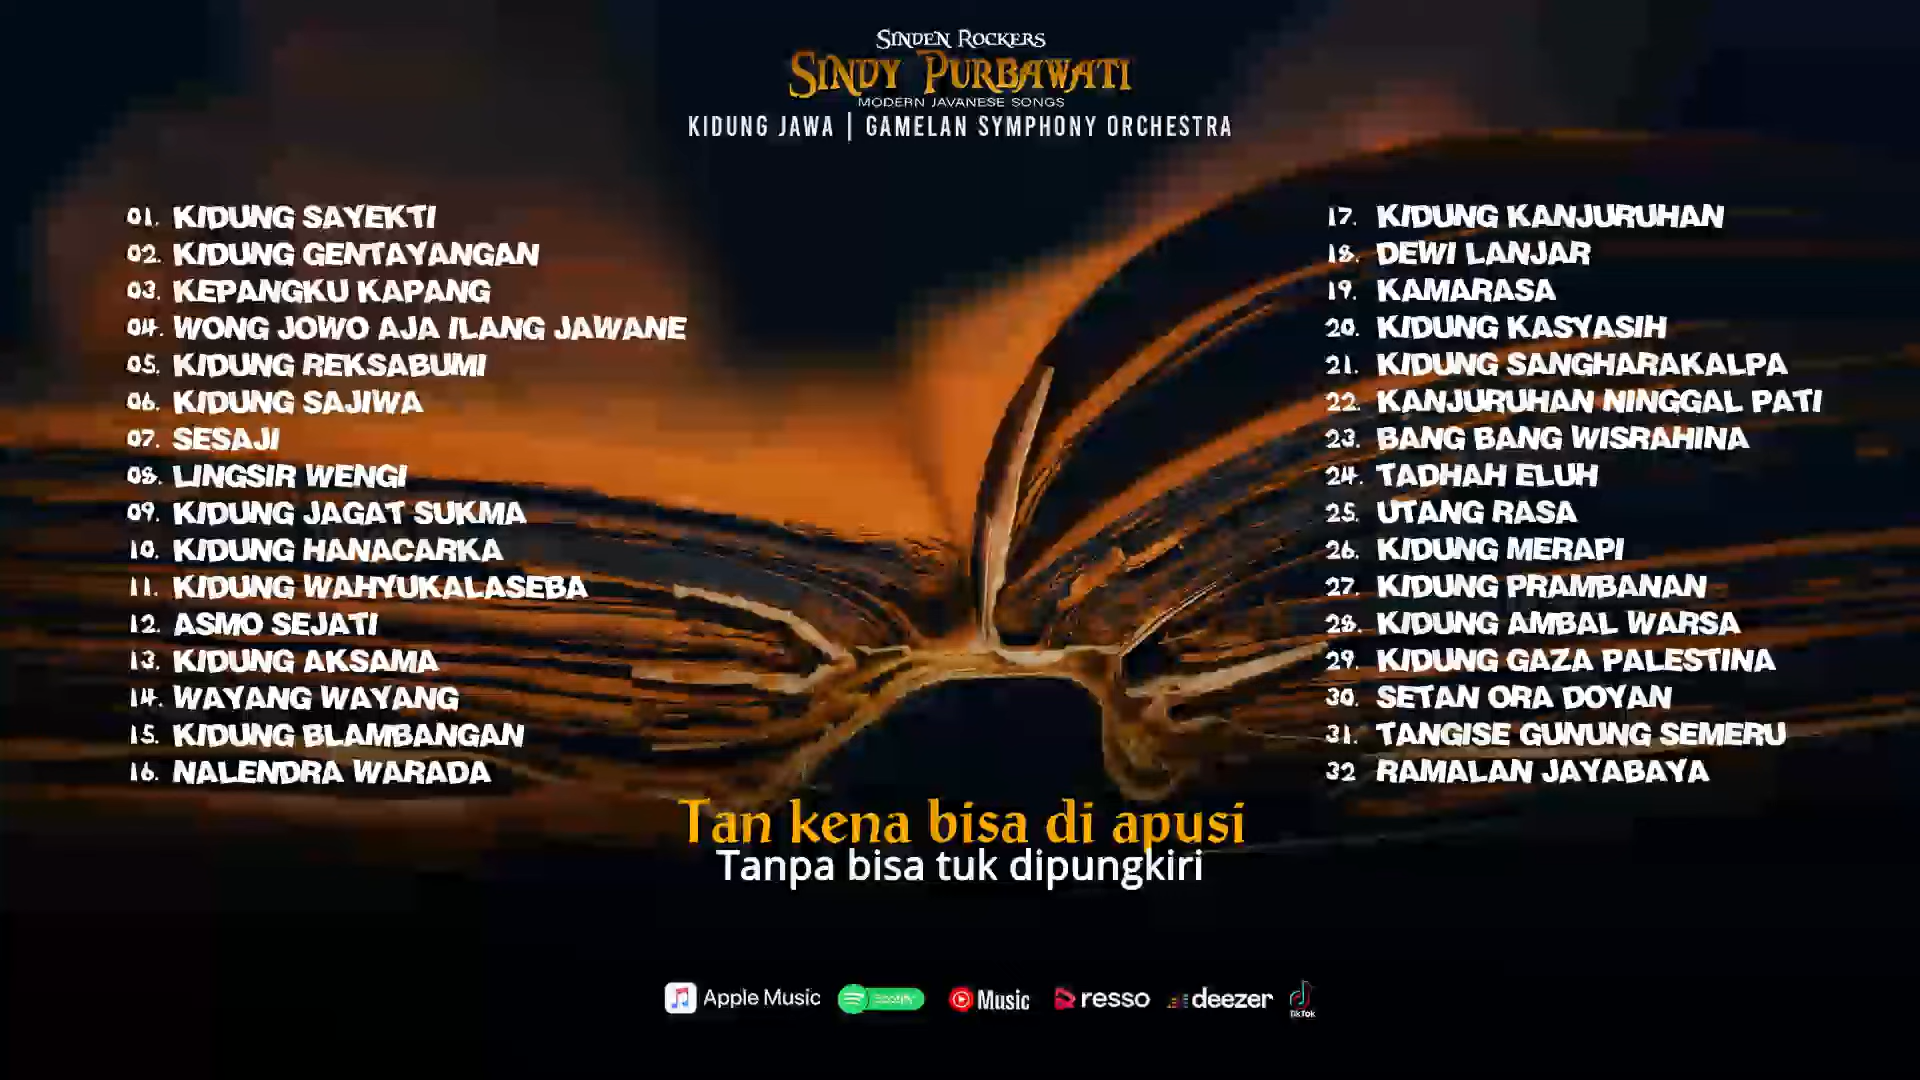 SINDEN ROCKERS
SINDY PURBAWATI
MODERN JAVANESE SONGS
KIDUNG JAWA | GAMELAN SYMPHONY ORCHESTRA
01. KIDUNG SAYEKTI
02. KIDUNG GENTAYANGAN
03. KEPANGKU KAPANG
04. WONG JOWO AJA ILANG JAWANE
05. KIDUNG REKSABUMI
06. KIDUNG SAJIWA
07. SESAJI
08. LINGSIR WENGI
09. KIDUNG JAGAT SUKMA
10. KIDUNG HANACARKA
11. KIDUNG WAHYUKALASEBA
12. ASMO SEJATI
13. KIDUNG AKSAMA
14. WAYANG WAYANG
15. KIDUNG BLAMBANGAN
16. NALENDRA WARADA
17. KIDUNG KANJURUHAN
18. DEWI LANJAR
19. KAMARASA
20. KIDUNG KASYASIH
21. KIDUNG SANGHARAKALPA
22. KANJURUHAN NINGGAL PATI
23. BANG BANG WISRAHINA
24. TADHAH ELUH
25. UTANG RASA
26. KIDUNG MERAPI
27. KIDUNG PRAMBANAN
28. KIDUNG AMBAL WARSA
29. KIDUNG GAZA PALESTINA
30. SETAN ORA DOYAN
31. TANGISE GUNUNG SEMERU
32 RAMALAN JAYABAYA
Tan kena bisa di apusi
Tanpa bisa tuk dipungkiri
Apple Music Spotify Music resso deezer TikTok